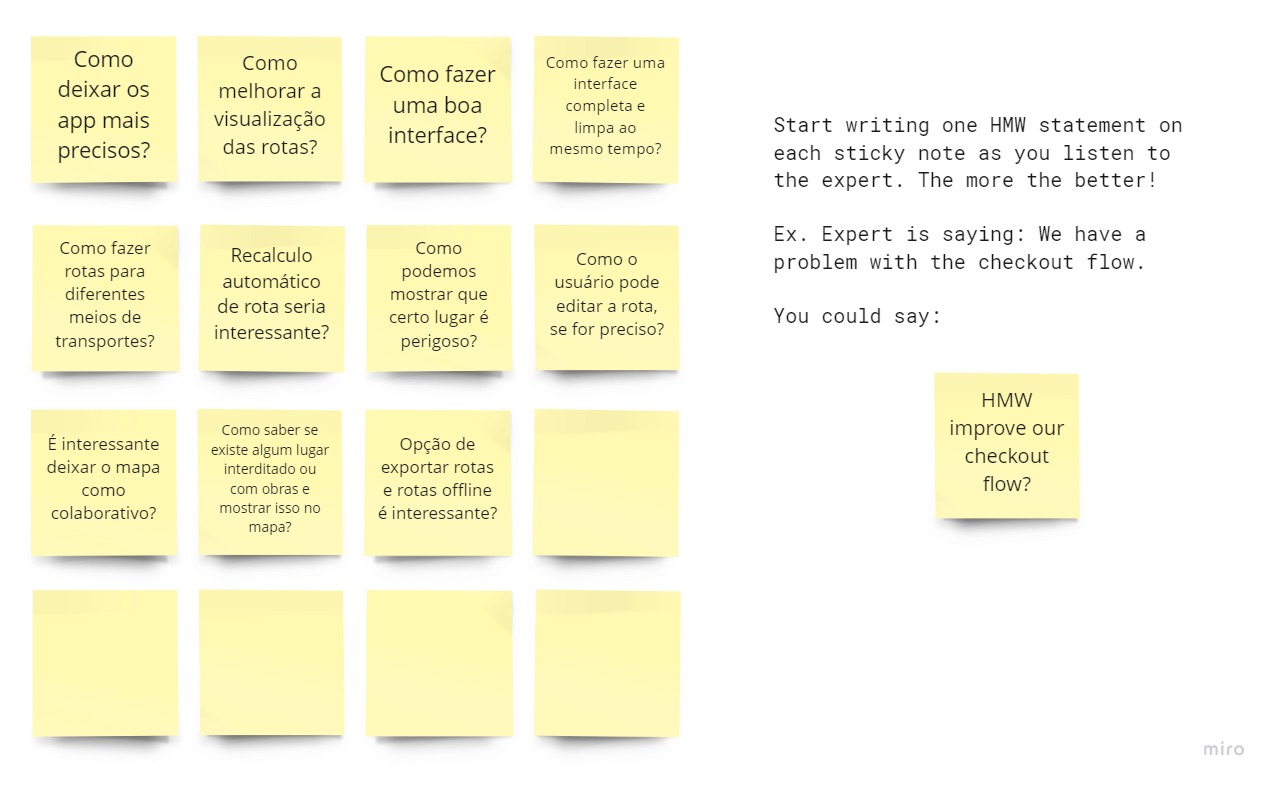 Como
deixar os
app mais
precisos?
Como
melhorar a
visualização
das rotas?
Como fazer
uma boa
interface?
Como fazer uma
interface
completa e
limpa ao
mesmo tempo?
Como fazer
rotas para
diferentes
meios de
transportes?
Recalculo
automático
de rota seria
interessante?
Como
podemos
mostrar que
certo lugar é
perigoso?
Como o
usuário pode
editar a rota,
se for preciso?
É interessante
deixar o mapa
como
colaborativo?
Como saber se
existe algum lugar
interditado ou
com obras e
mostrar isso no
mapa?
Opção de
exportar rotas
e rotas offline
é interessante?
Start writing one HMW statement on
each sticky note as you listen to
the expert. The more the better!
Ex. Expert is saying: We have a
problem with the checkout flow.
You could say:
HMW
improve our
checkout
flow?
miro